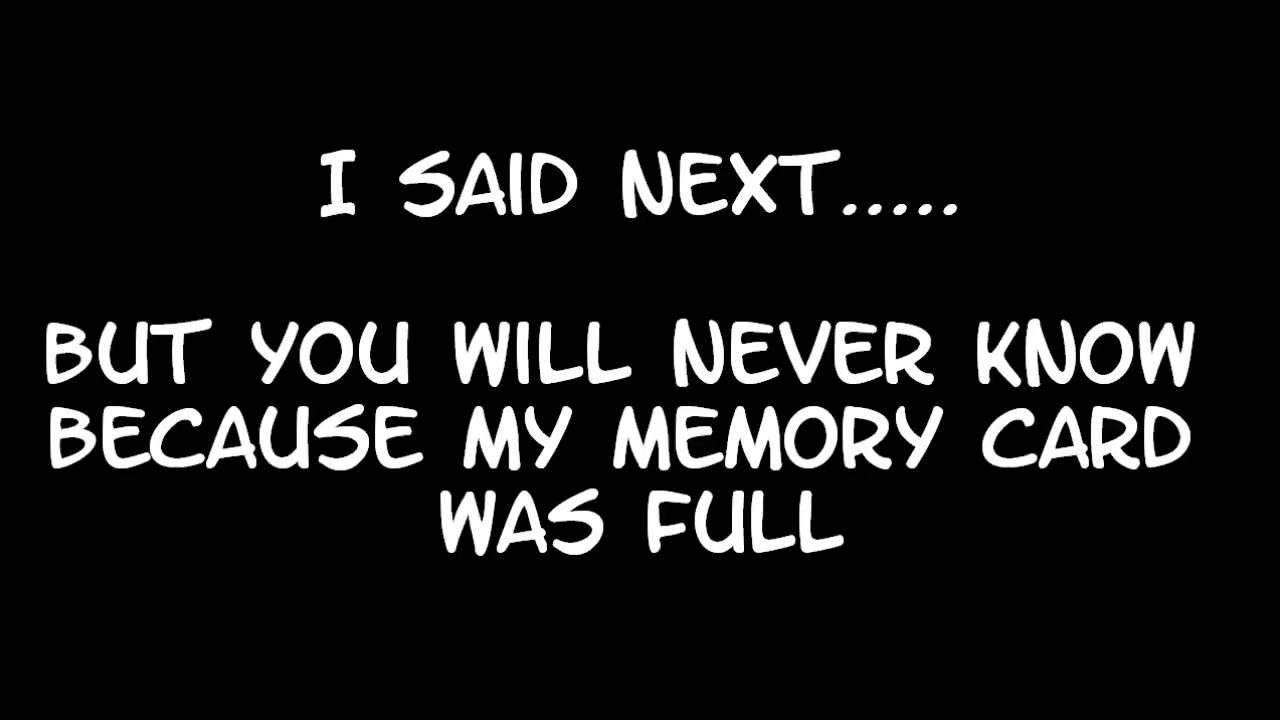 I SAID NEXT.....
BUT YOU WILL NEVER KNOW
BECAUSE MY MEMORY CARD
WAS FULL